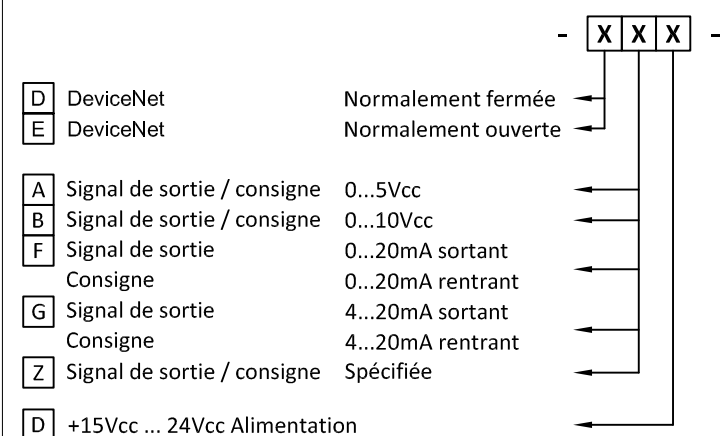 - X X X -
D DeviceNet Normalement fermée
E DeviceNet Normalement ouverte
A Signal de sortie / consigne 0...5Vcc
B Signal de sortie / consigne 0...10Vcc
F Signal de sortie 0...20mA sortant
Consigne 0...20mA rentrant
G Signal de sortie 4...20mA sortant
Consigne 4...20mA rentrant
Z Signal de sortie / consigne Spécifiée
D +15Vcc ... 24Vcc Alimentation